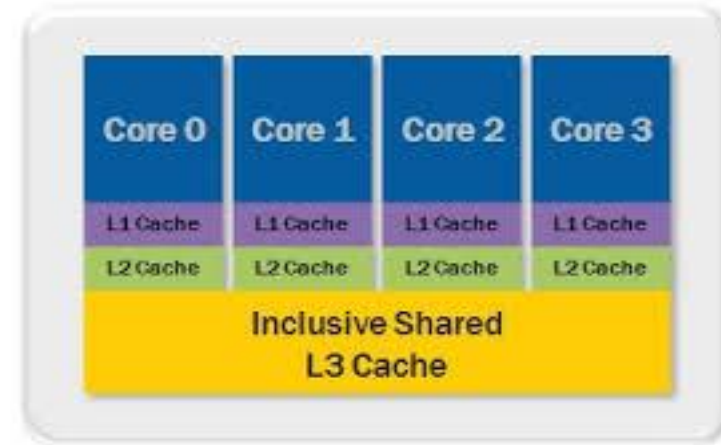 Core 0 Core 1 Core 2 Core 3
L1 Cache L1 Cache L1 Cache L1 Cache
L2 Cache L2 Cache L2 Cache L2 Cache
Inclusive Shared
L3 Cache